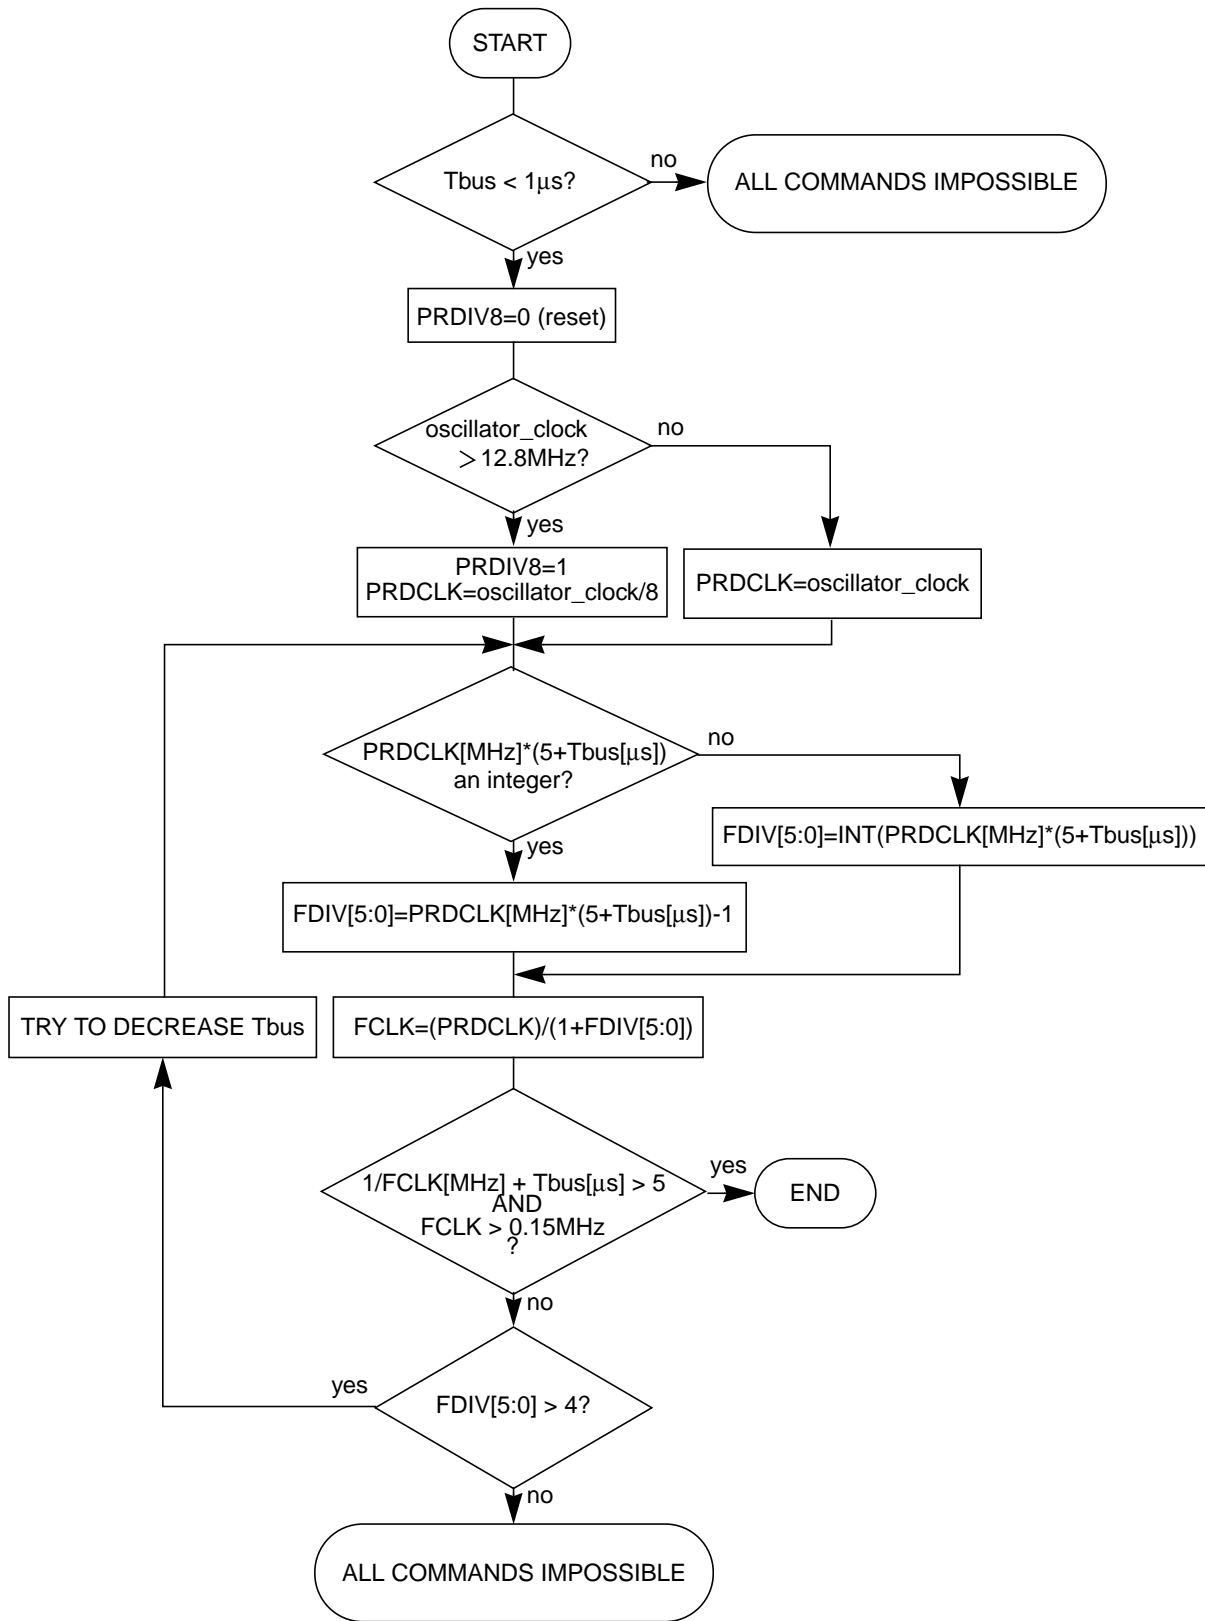 START
Tbus < 1μs?
no
ALL COMMANDS IMPOSSIBLE
yes
PRDIV8=0 (reset)
oscillator_clock
> 12.8MHz?
no
yes
PRDIV8=1
PRDCLK=oscillator_clock/8
PRDCLK=oscillator_clock
PRDCLK[MHz]*(5+Tbus[μs])
an integer?
no
yes
FDIV[5:0]=INT(PRDCLK[MHz]*(5+Tbus[μs]))
FDIV[5:0]=PRDCLK[MHz]*(5+Tbus[μs])-1
TRY TO DECREASE Tbus
FCLK=(PRDCLK)/(1+FDIV[5:0])
1/FCLK[MHz] + Tbus[μs] > 5
AND
FCLK > 0.15MHz
?
yes
END
no
yes
FDIV[5:0] > 4?
no
ALL COMMANDS IMPOSSIBLE